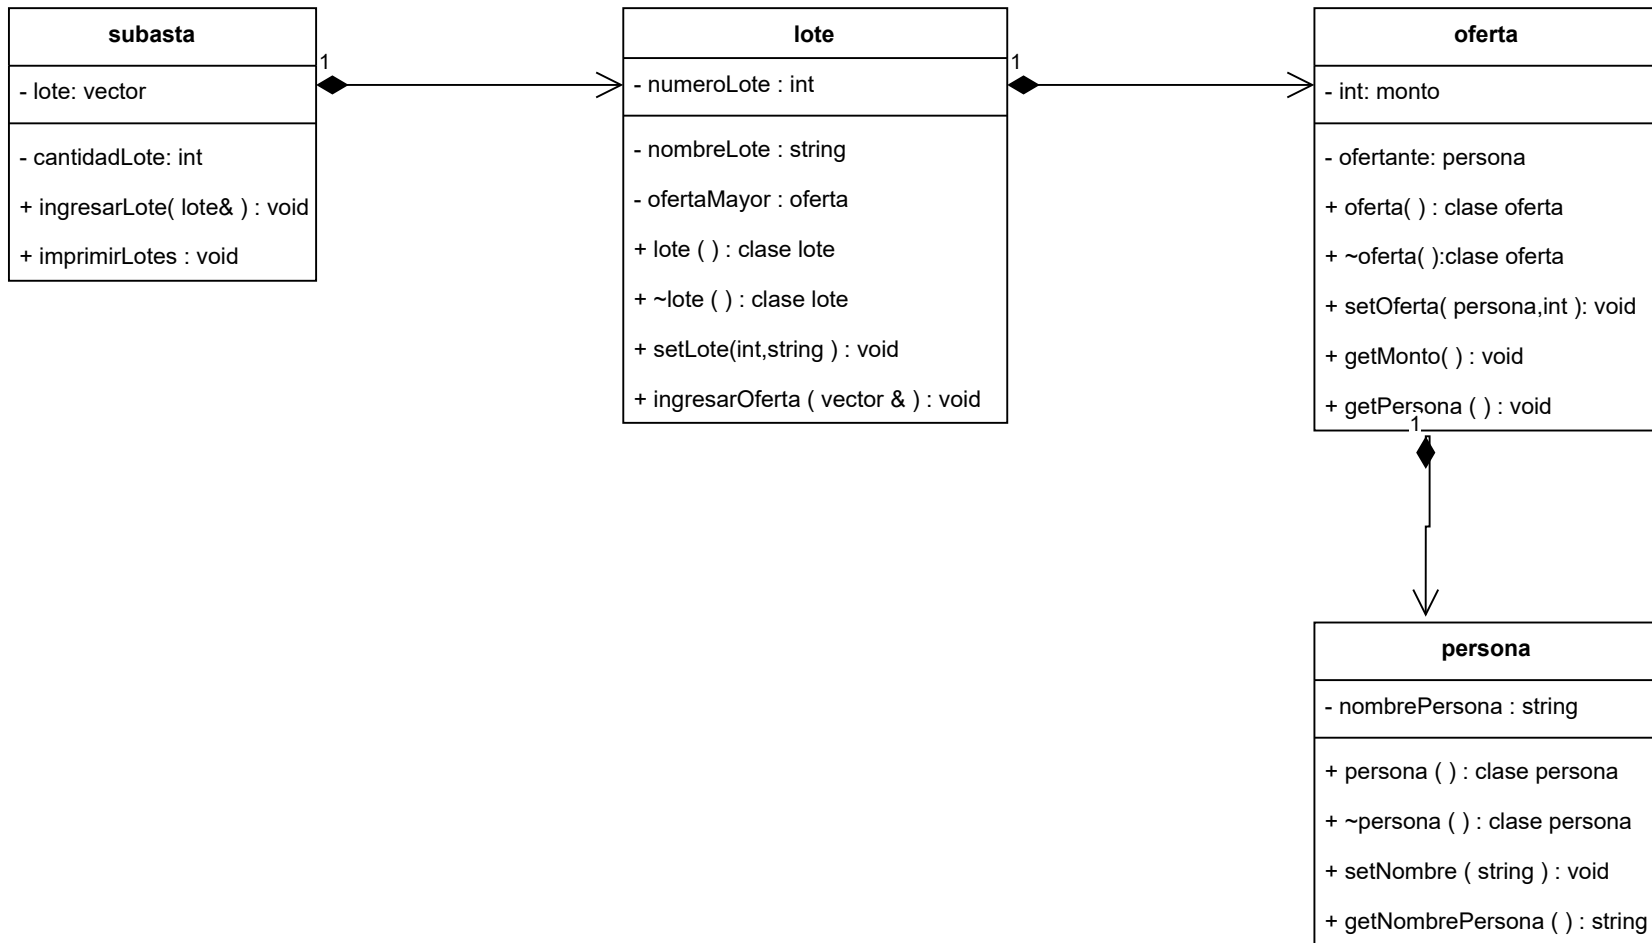 subasta
- lote: vector
- cantidadLote: int
+ ingresarLote( lote& ) : void
+ imprimirLotes : void
1
lote
- numeroLote : int
- nombreLote : string
- ofertaMayor : oferta
+ lote ( ) : clase lote
+ ~lote ( ) : clase lote
+ setLote(int,string ) : void
+ ingresarOferta ( vector & ) : void
1
oferta
- int: monto
- ofertante: persona
+ oferta( ) : clase oferta
+ ~oferta( ):clase oferta
+ setOferta( persona,int ): void
+ getMonto( ) : void
+ getPersona ( ) : void
1
persona
- nombrePersona : string
+ persona ( ) : clase persona
+ ~persona ( ) : clase persona
+ setNombre ( string ) : void
+ getNombrePersona ( ) : string